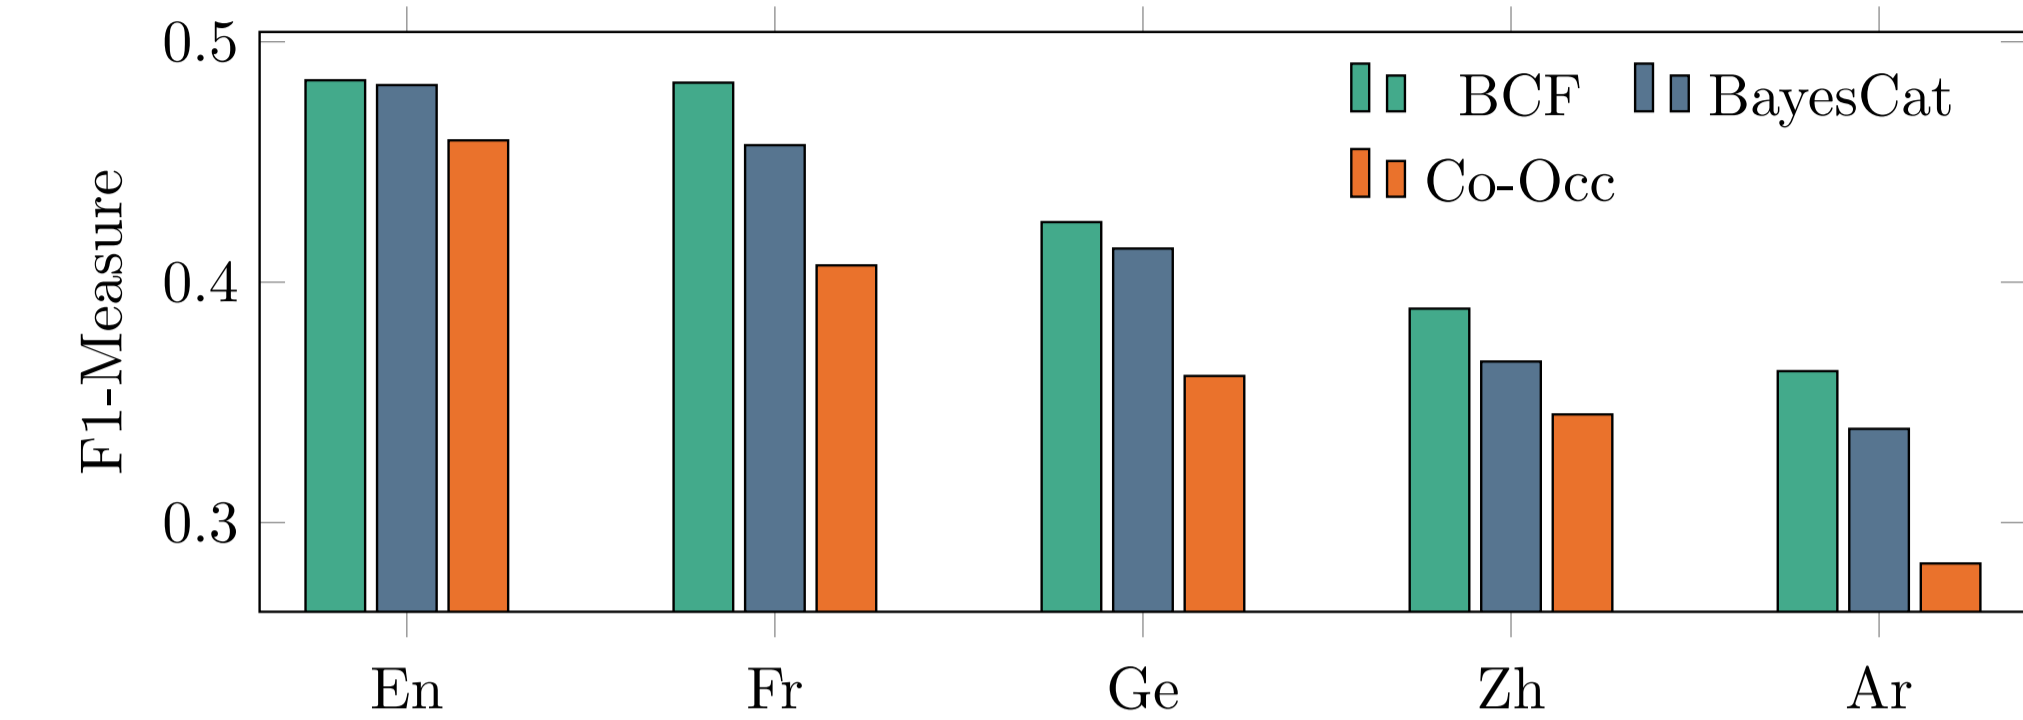 0.5
0.4
0.3
F1-Measure
BCF BayesCat
Co-Occ
En Fr Ge Zh Ar